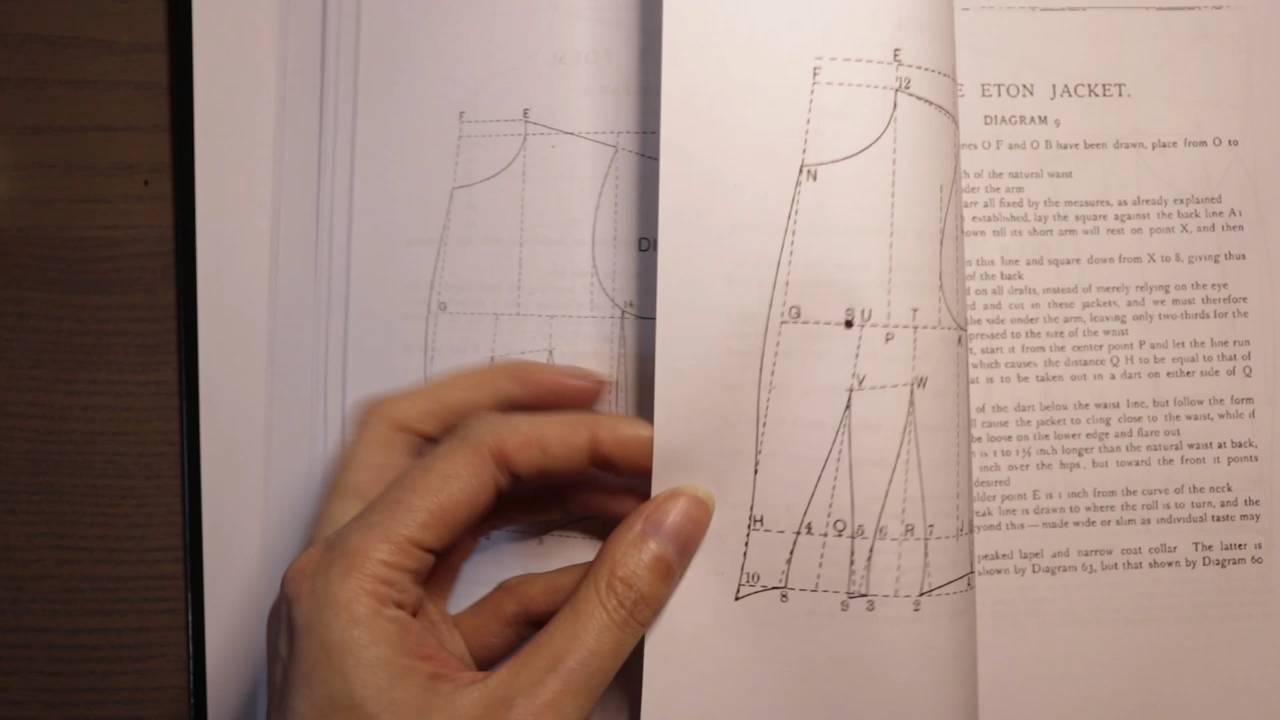 F E
G
14
DI
E
F
12
N
G S U T
P
V W
H 4 Q 5 6 R 7
10
8 9 3 2
E ETON JACKET.
DIAGRAM 9
nes O F and O B have been drawn, place from O to
h of the natural waist
der the arm
are all fixed by the measures, as already explained
established, lay the square against the back line A1
own till its short arm will rest on point X, and then
n this line and square down from X to 8, giving thus
of the back
d on all drafts, instead of merely relying on the eye
ed and cut in these jackets, and we must therefore
the side under the arm, leaving only two-thirds for the
pressed to the size of the waist
t, start it from the center point P and let the line run
which causes the distance Q H to be equal to that of
at is to be taken out in a dart on either side of Q
of the dart below the waist line, but follow the form
ll cause the jacket to cling close to the waist, while if
be loose on the lower edge and flare out
s is 1 to 1½ inch longer than the natural waist at back,
inch over the hips, but toward the front it points
desired
ulder point E is 1 inch from the curve of the neck
eak line is drawn to where the roll is to turn, and the
yond this — made wide or slim as individual taste may
peaked lapel and narrow coat collar The latter is
shown by Diagram 63, but that shown by Diagram 60